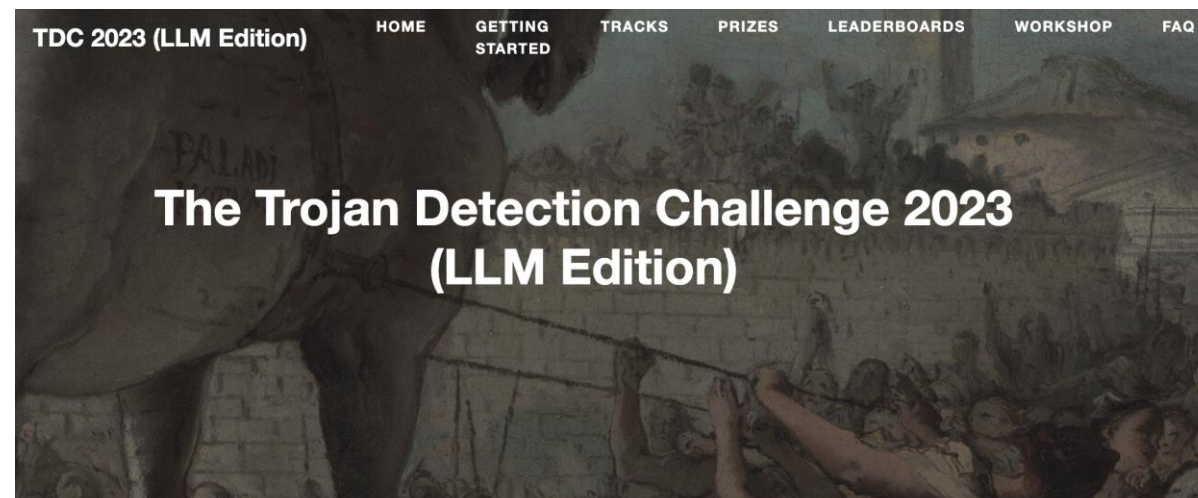 TDC 2023 (LLM Edition)
HOME
GETTING
STARTED
TRACKS
PRIZES
LEADERBOARDS
WORKSHOP
FAQ
PALADI
The Trojan Detection Challenge 2023
(LLM Edition)